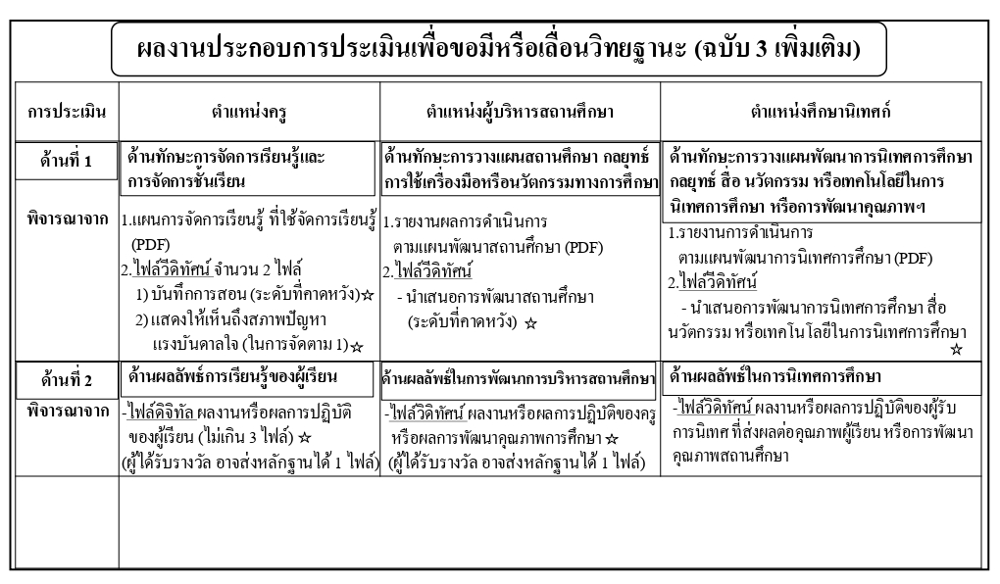 ผลงานประกอบการประเมินเพื่อขอมีหรือเลื่อนวิทยฐานะ (ฉบับ 3 เพิ่มเติม)
การประเมิน
ตำแหน่งครู
ตำแหน่งผู้บริหารสถานศึกษา
ตำแหน่งศึกษานิเทศก์
ด้านที่ 1
พิจารณาจาก
ด้านทักษะการจัดการเรียนรู้และ
การจัดการชั้นเรียน
1.แผนการจัดการเรียนรู้ ที่ใช้จัดการเรียนรู้
(PDF)
2.ไฟล์วีดิทัศน์ จำนวน 2 ไฟล์
1) บันทึกการสอน (ระดับที่คาดหวัง)☆
2) แสดงให้เห็นถึงสภาพปัญหา
แรงบันดาลใจ (ในการจัดตาม 1)☆
ด้านทักษะการวางแผนสถานศึกษา กลยุทธ์
การใช้เครื่องมือหรือนวัตกรรมทางการศึกษา
1.รายงานผลการดำเนินการ
ตามแผนพัฒนาสถานศึกษา (PDF)
2.ไฟล์วีดิทัศน์
- นำเสนอการพัฒนาสถานศึกษา
(ระดับที่คาดหวัง) ☆
ด้านทักษะการวางแผนพัฒนาการนิเทศการศึกษา
กลยุทธ์ สื่อ นวัตกรรม หรือเทคโนโลยีในการ
นิเทศการศึกษา หรือการพัฒนาคุณภาพฯ
1.รายงานการดำเนินการ
ตามแผนพัฒนาการนิเทศการศึกษา (PDF)
2.ไฟล์วีดิทัศน์
- นำเสนอการพัฒนาการนิเทศการศึกษา สื่อ
นวัตกรรม หรือเทคโนโลยีในการนิเทศการศึกษา
☆
ด้านที่ 2
พิจารณาจาก
ด้านผลลัพธ์การเรียนรู้ของผู้เรียน
-ไฟล์ดิจิทัล ผลงานหรือผลการปฏิบัติ
ของผู้เรียน (ไม่เกิน 3 ไฟล์) ☆
(ผู้ได้รับรางวัล อาจส่งหลักฐานได้ 1 ไฟล์)
ด้านผลลัพธ์ในการพัฒนาการบริหารสถานศึกษา
-ไฟล์วิดิทัศน์ ผลงานหรือผลการปฏิบัติของครู
หรือผลการพัฒนาคุณภาพการศึกษา ☆
(ผู้ได้รับรางวัล อาจส่งหลักฐานได้ 1 ไฟล์)
ด้านผลลัพธ์ในการนิเทศการศึกษา
-ไฟล์วิดิทัศน์ ผลงานหรือผลการปฏิบัติของผู้รับ
การนิเทศ ที่ส่งผลต่อคุณภาพผู้เรียน หรือการพัฒนา
คุณภาพสถานศึกษา